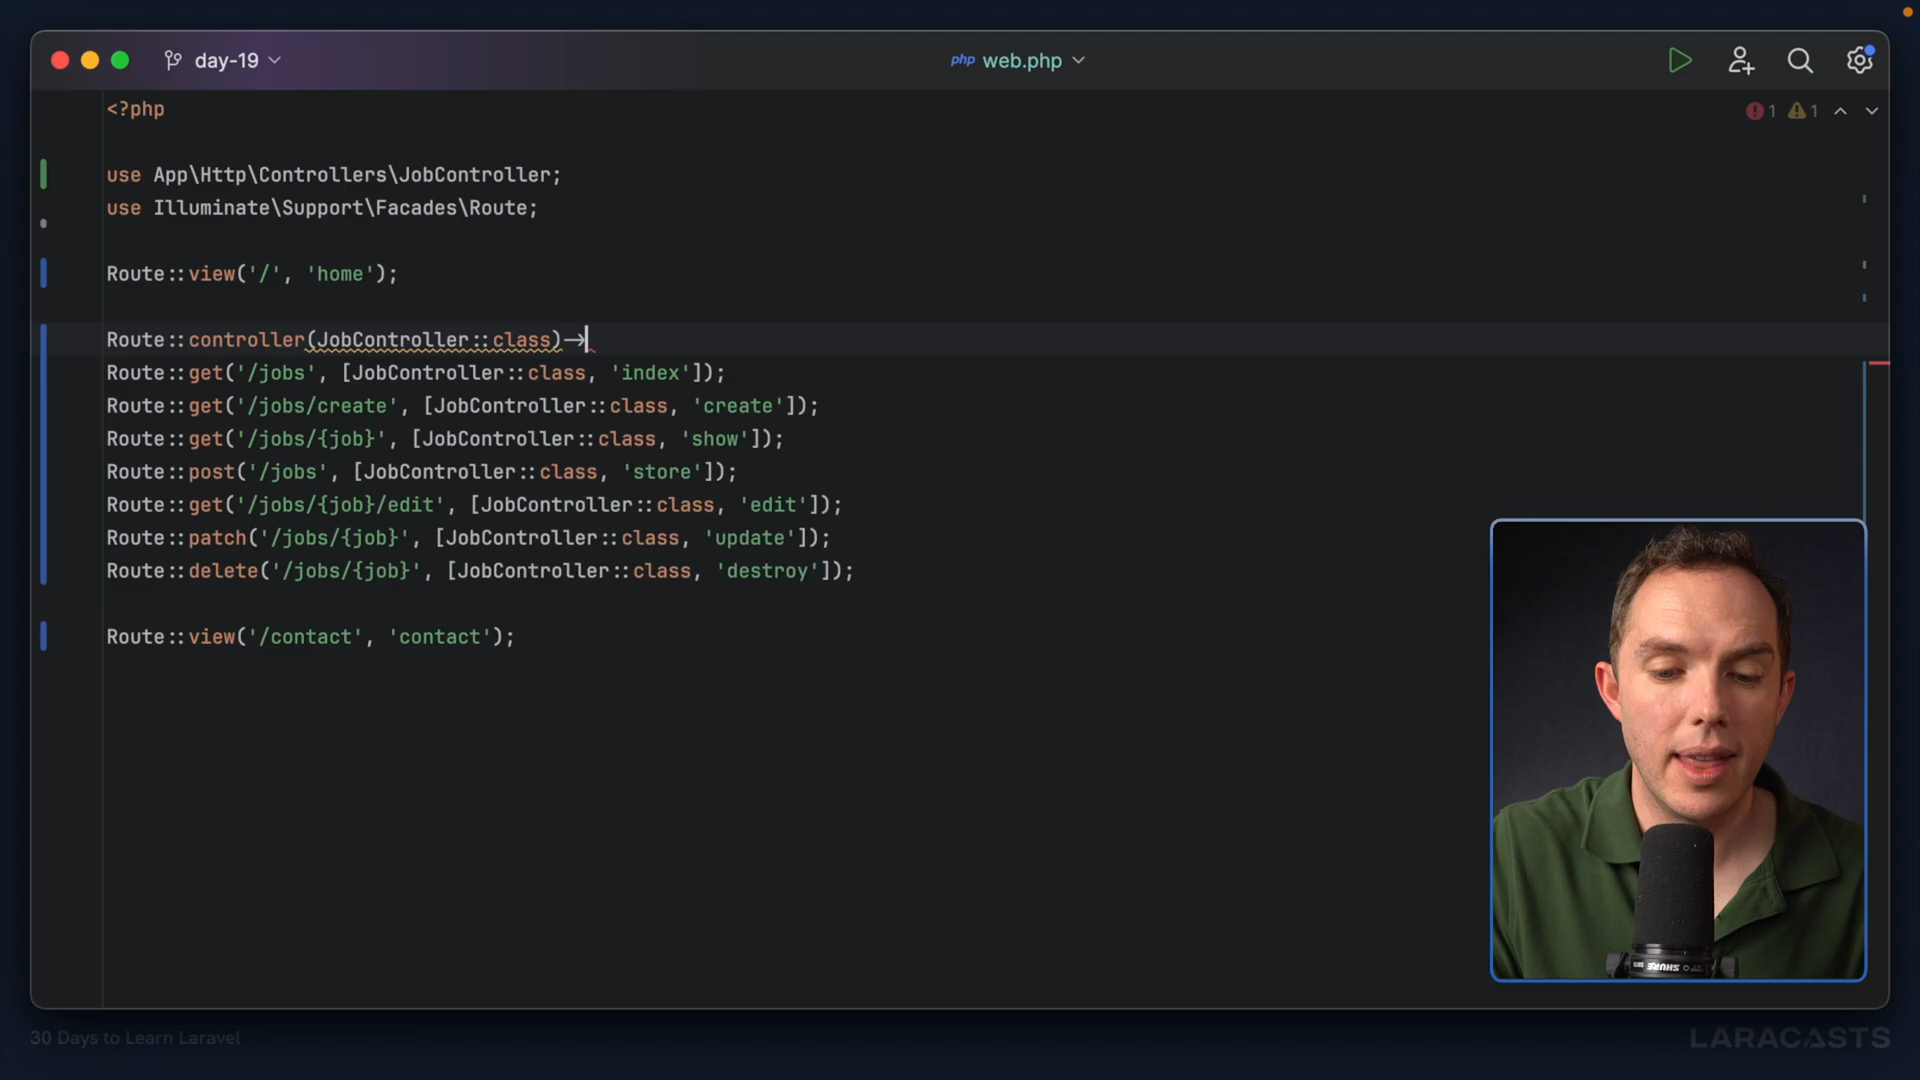 day-19
php web.php
<?php
1 1
use App\Http\Controllers\JobController;
use Illuminate\Support\Facades\Route;
Route::view('/', 'home');
Route::controller(JobController::class)->
Route::get('/jobs', [JobController::class, 'index']);
Route::get('/jobs/create', [JobController::class, 'create']);
Route::get('/jobs/{job}', [JobController::class, 'show']);
Route::post('/jobs', [JobController::class, 'store']);
Route::get('/jobs/{job}/edit', [JobController::class, 'edit']);
Route::patch('/jobs/{job}', [JobController::class, 'update']);
Route::delete('/jobs/{job}', [JobController::class, 'destroy']);
Route::view('/contact', 'contact');
SHURE
30 Days to Learn Laravel
LARACASTS